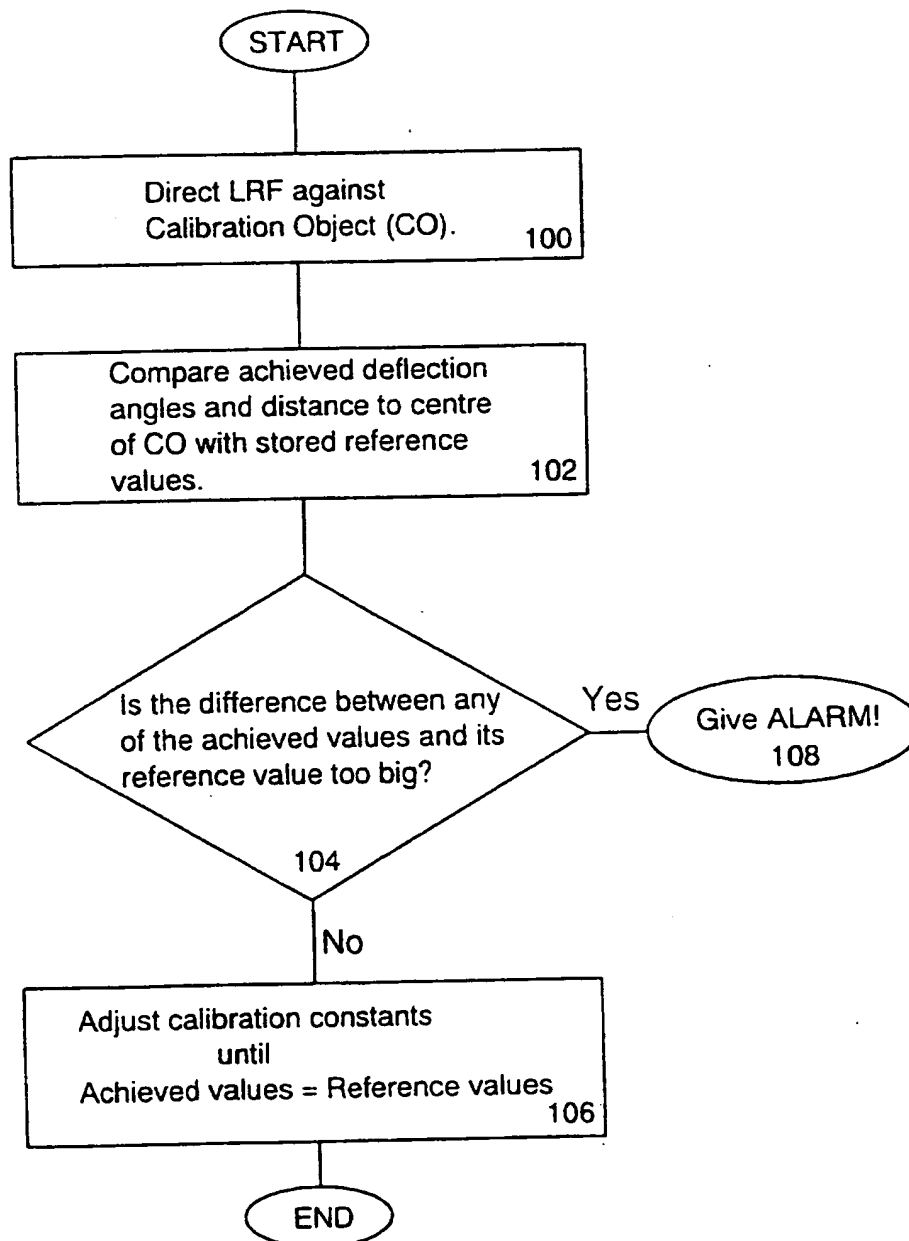 START
Direct LRF against
Calibration Object (CO).
100
Compare achieved deflection
angles and distance to centre
of CO with stored reference
values.
102
Is the difference between any
of the achieved values and its
reference value too big?
104
Yes
Give ALARM!
108
No
Adjust calibration constants
until
Achieved values = Reference values
106
END